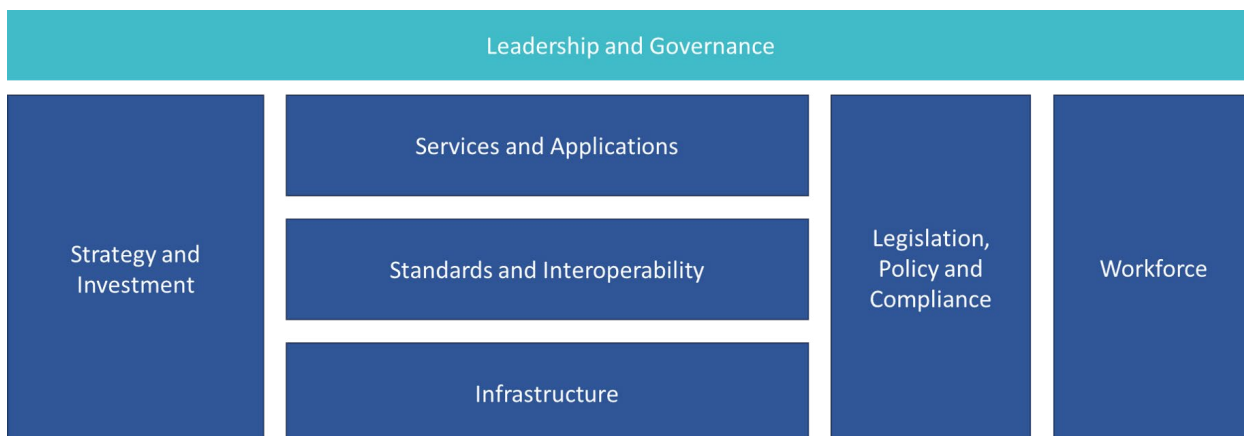 Leadership and Governance
Strategy and
Investment
Services and Applications
Standards and Interoperability
Infrastructure
Legislation,
Policy and
Compliance
Workforce